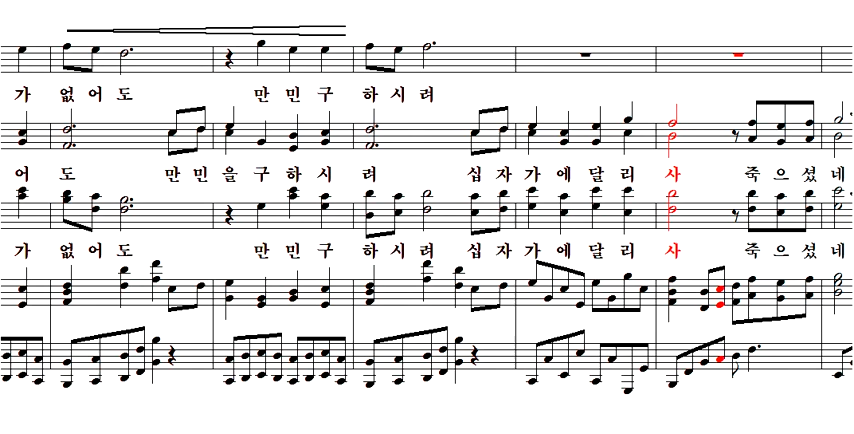 가 없어도 만민구 하시려
어도 만민을구하시 려 십자가에달리 사 죽으셨네
가 없어도 만민구 하시려 십자가에달리 사 죽으셨네